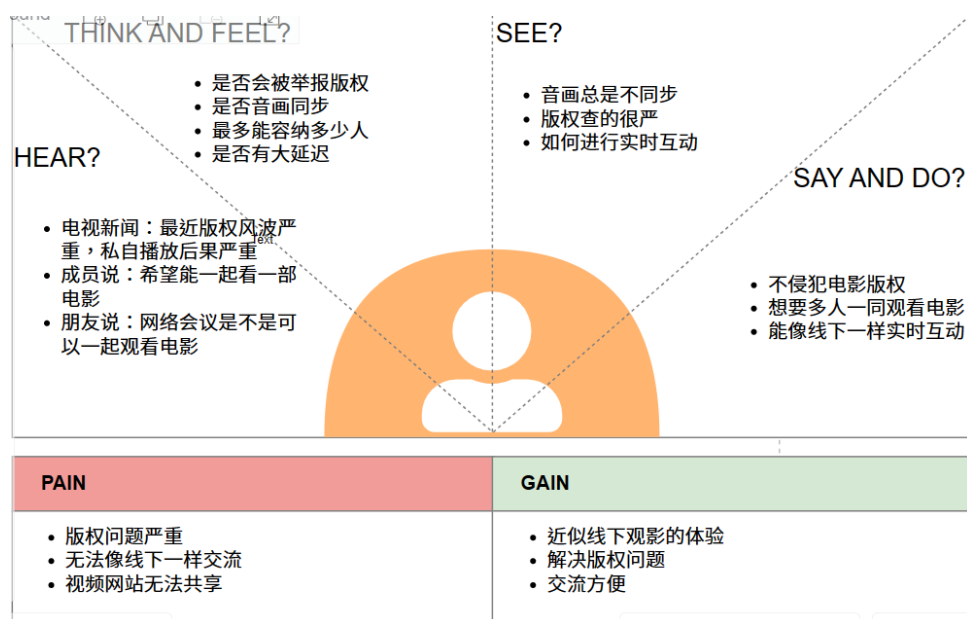 THINK AND FEEL?
是否会被举报版权
是否音画同步
最多能容纳多少人
是否有大延迟
SEE?
音画总是不同步
版权查的很严
如何进行实时互动
HEAR?
电视新闻：最近版权风波严
重，私自播放后果严重
成员说：希望能一起看一部
电影
朋友说：网络会议是不是可
以一起观看电影
Text
SAY AND DO?
不侵犯电影版权
想要多人一同观看电影
能像线下一样实时互动
PAIN
版权问题严重
无法像线下一样交流
视频网站无法共享
GAIN
近似线下观影的体验
解决版权问题
交流方便